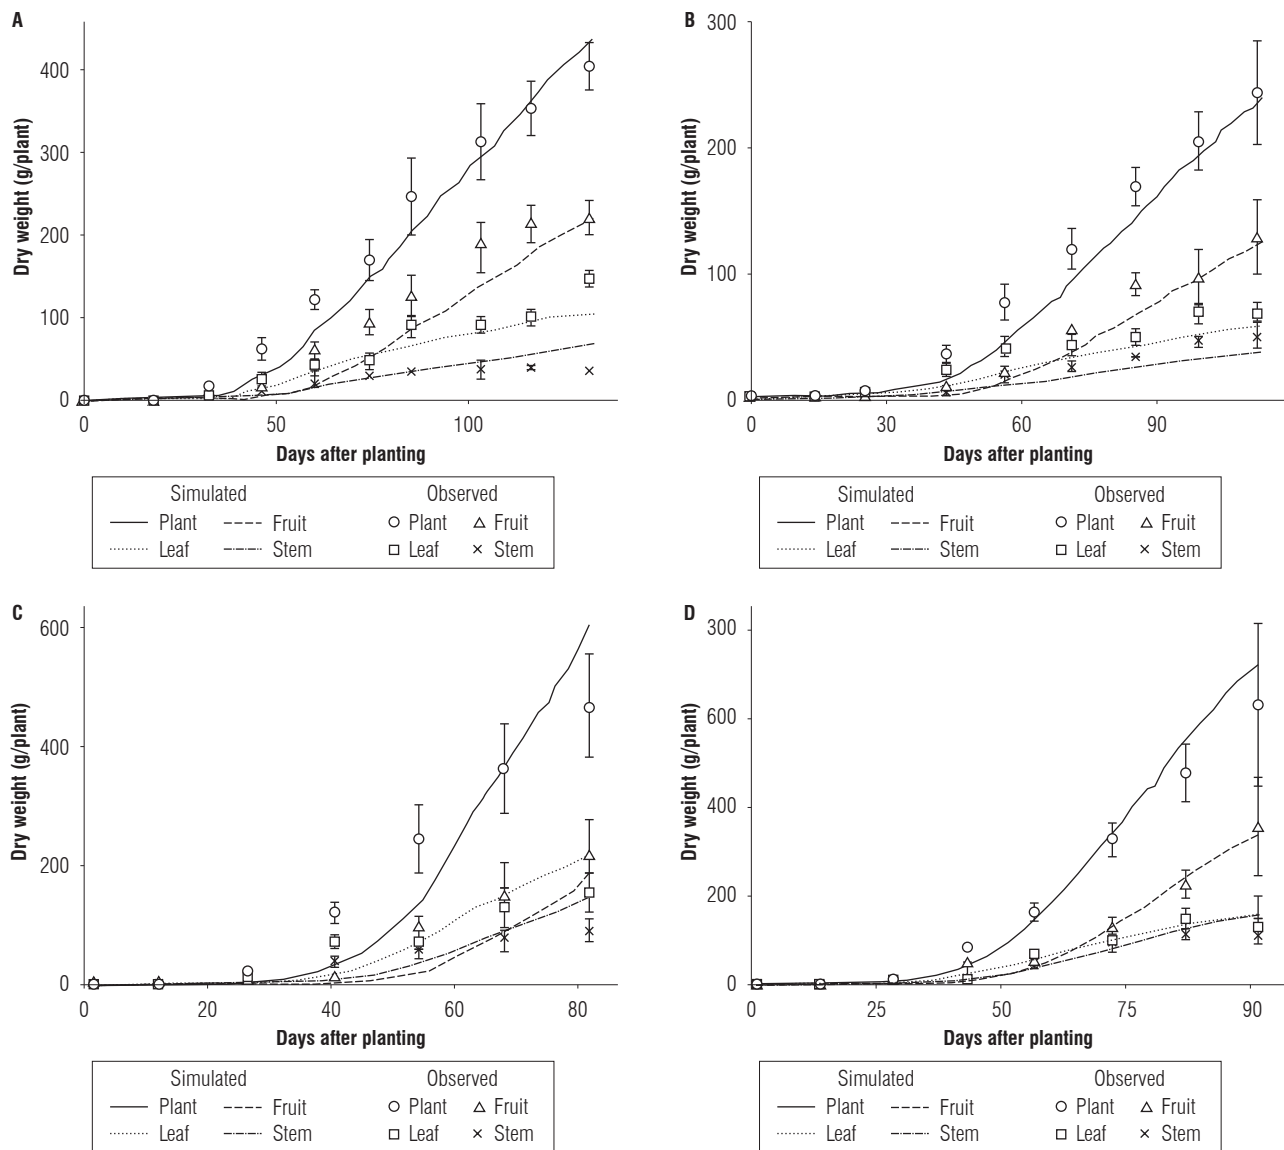 A
Dry weight (g/plant)
400
300
200
100
0
0 50 100
Days after planting
Simulated Observed
Plant Fruit Plant Fruit
Leaf Stem Leaf Stem
B
Dry weight (g/plant)
300
200
100
0
0 30 60 90
Days after planting
Simulated Observed
Plant Fruit Plant Fruit
Leaf Stem Leaf Stem
C
Dry weight (g/plant)
600
400
200
0
0 20 40 60 80
Days after planting
Simulated Observed
Plant Fruit Plant Fruit
Leaf Stem Leaf Stem
D
Dry weight (g/plant)
300
600
400
200
0
0 25 50 75 90
Days after planting
Simulated Observed
Plant Fruit Plant Fruit
Leaf Stem Leaf Stem